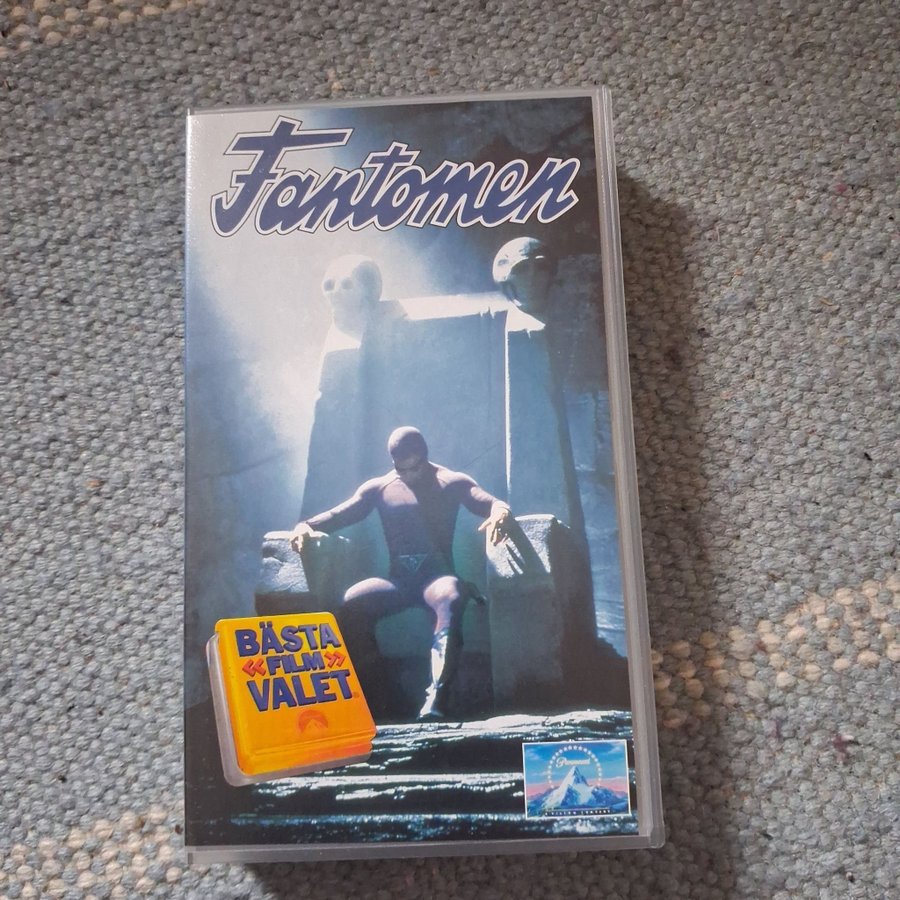 Fantomen
BÄSTA
«FILM»
VALET
Paramount